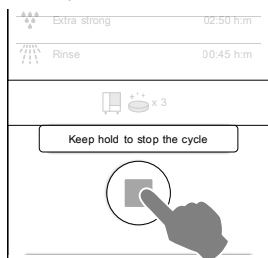 Extra strong 02:50 h:m
Rinse 00:45 h:m
x 3
Keep hold to stop the cycle